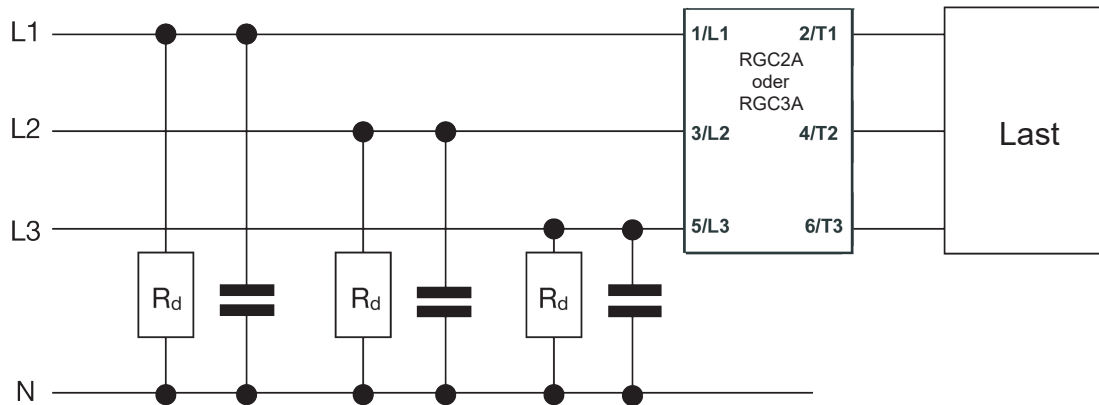 L1
1/L1 2/T1
RGC2A
oder
RGC3A
L2
3/L2 4/T2
Last
L3
5/L3 6/T3
Rd Rd Rd
N